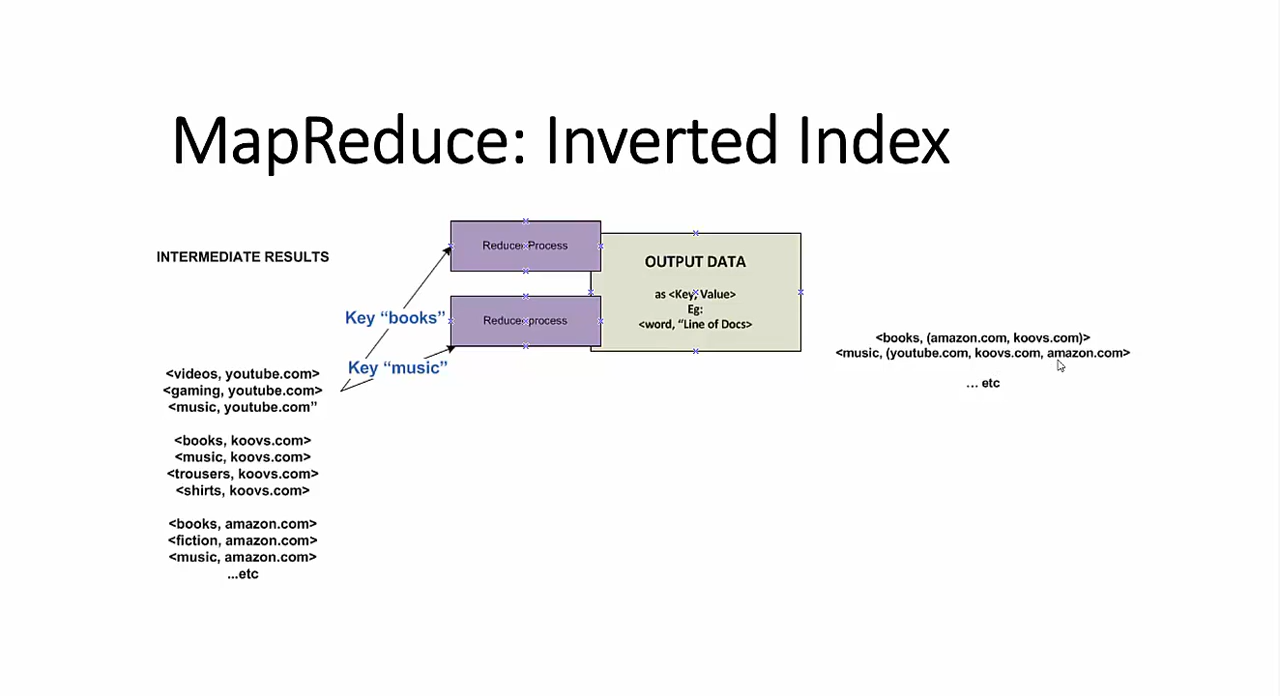 MapReduce: Inverted Index
INTERMEDIATE RESULTS
<videos, youtube.com>
<gaming, youtube.com>
<music, youtube.com”
<books, koovs.com>
<music, koovs.com>
<trousers, koovs.com>
<shirts, koovs.com>
<books, amazon.com>
<fiction, amazon.com>
<music, amazon.com>
...etc
Key “books”
Key “music”
Reduce Process
Reduce process
OUTPUT DATA
as <Key, Value>
Eg:
<word, “Line of Docs>
<books, (amazon.com, koovs.com)>
<music, (youtube.com, koovs.com, amazon.com>
... etc